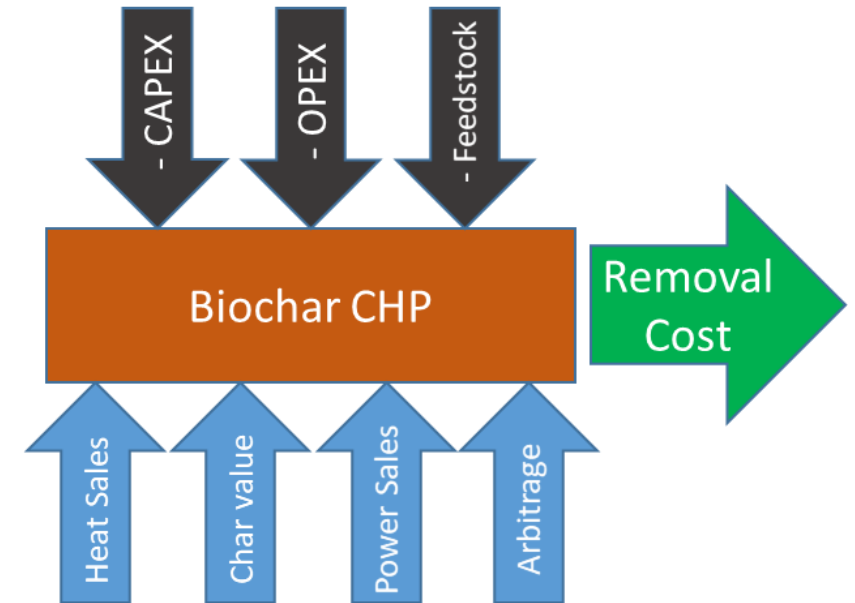 - CAPEX
- OPEX
- Feedstock
Biochar CHP
Removal
Cost
Heat Sales
Char value
Power Sales
Arbitrage